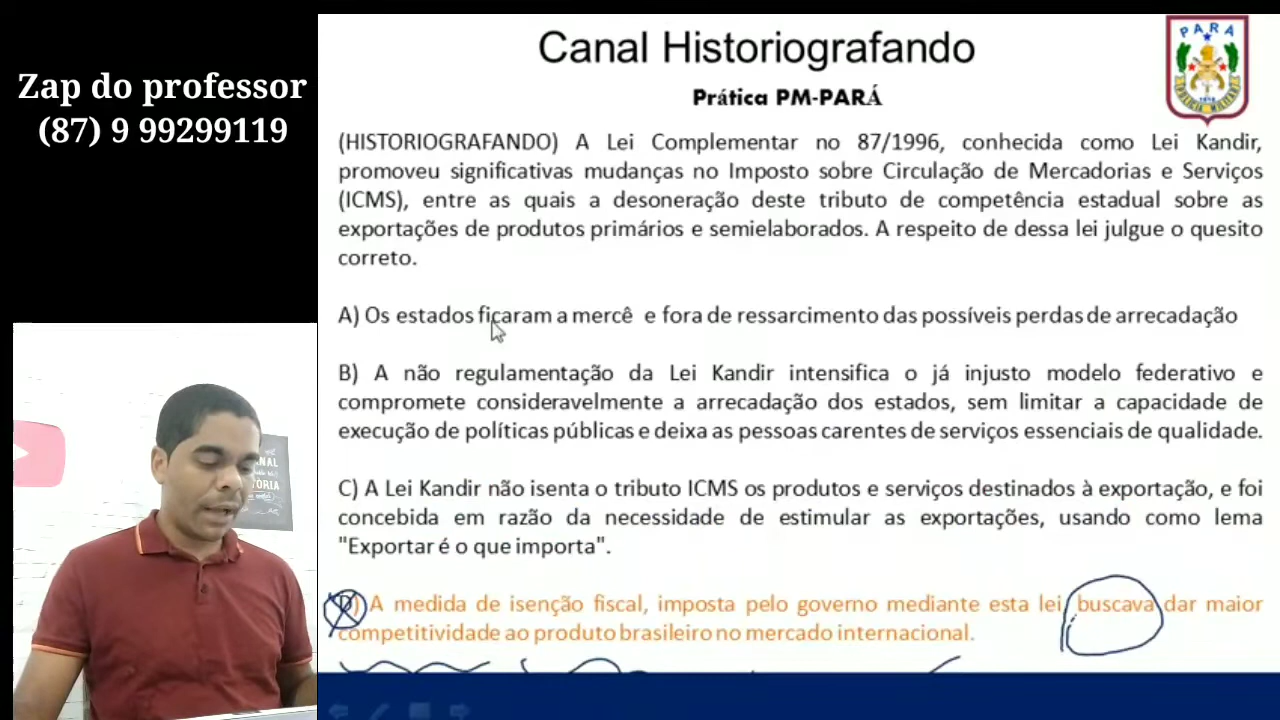 Zap do professor
(87) 9 99299119
Canal Historiografando
Prática PM-PARÁ
PARÁ
(HISTORIOGRAFANDO) A Lei Complementar no 87/1996, conhecida como Lei Kandir,
promoveu significativas mudanças no Imposto sobre Circulação de Mercadorias e Serviços
(ICMS), entre as quais a desoneração deste tributo de competência estadual sobre as
exportações de produtos primários e semielaborados. A respeito de dessa lei julgue o quesito
correto.
A) Os estados ficaram a mercê e fora de ressarcimento das possíveis perdas de arrecadação
B) A não regulamentação da Lei Kandir intensifica o já injusto modelo federativo e
compromete consideravelmente a arrecadação dos estados, sem limitar a capacidade de
execução de políticas públicas e deixa as pessoas carentes de serviços essenciais de qualidade.
C) A Lei Kandir não isenta o tributo ICMS os produtos e serviços destinados à exportação, e foi
concebida em razão da necessidade de estimular as exportações, usando como lema
"Exportar é o que importa".
D) A medida de isenção fiscal, imposta pelo governo mediante esta lei buscava dar maior
competitividade ao produto brasileiro no mercado internacional.